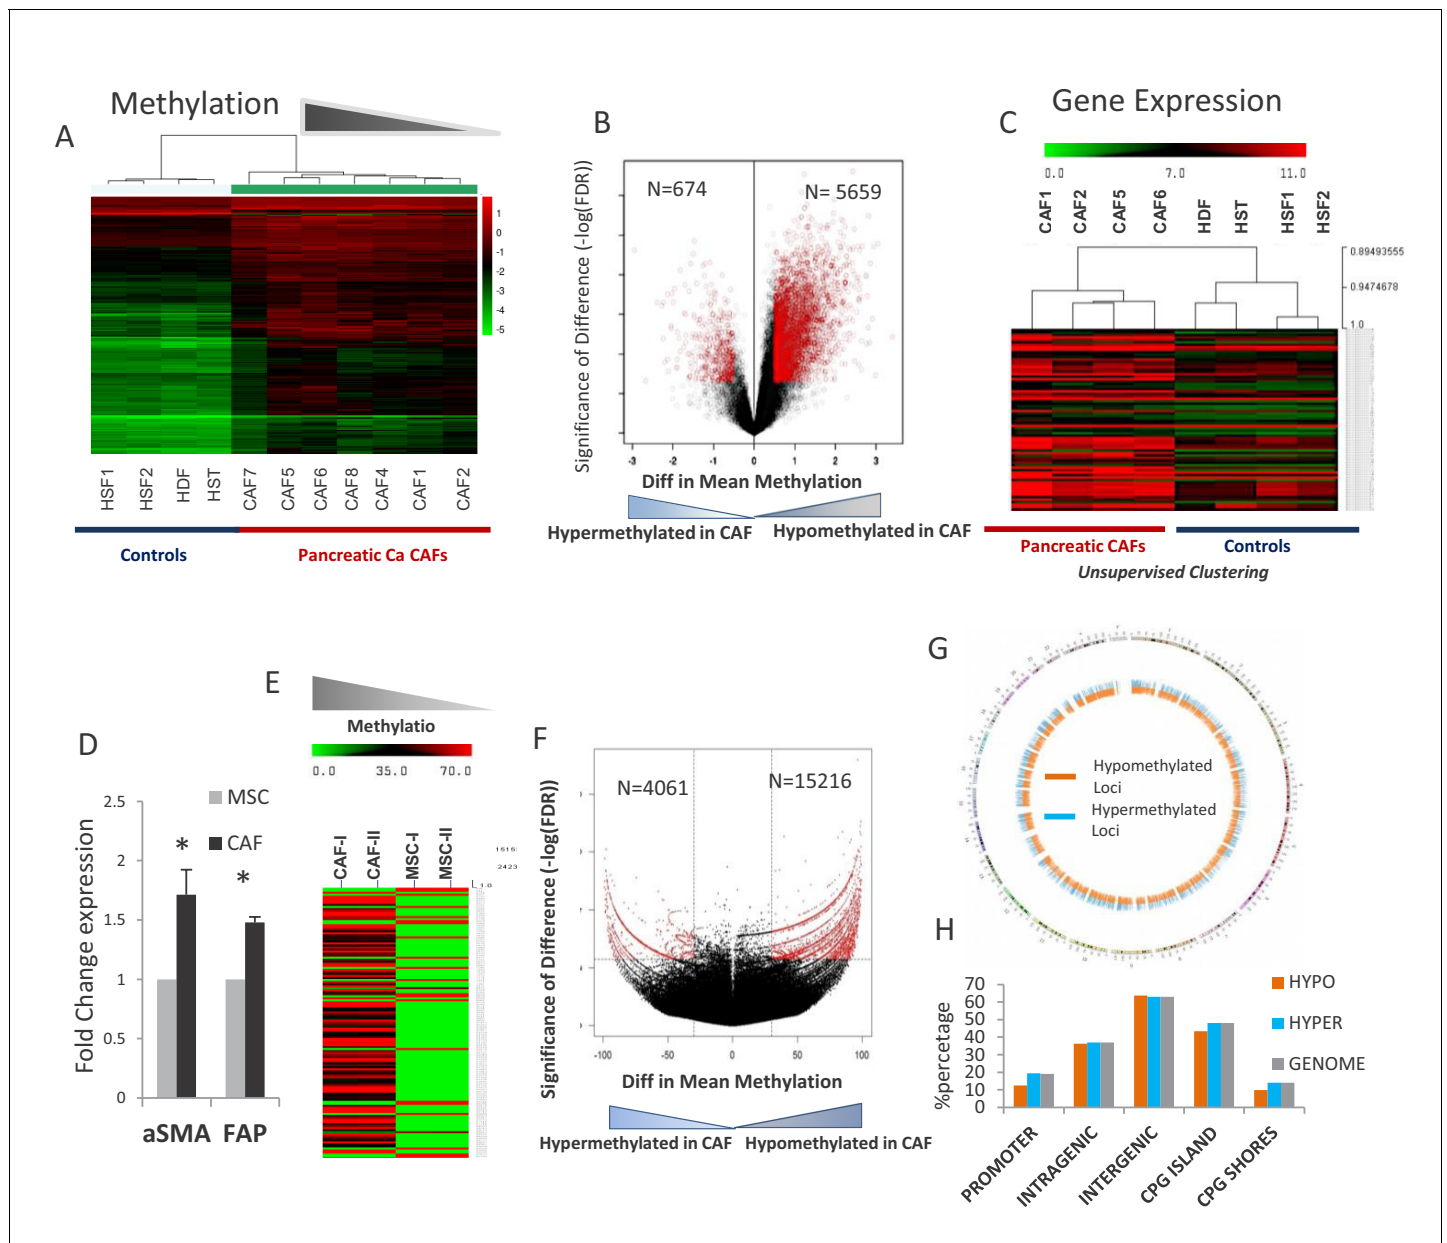 Methylation
A
1
0
-1
-2
-3
-4
-5
HSF1
HSF2
HDF
HST
CAF7
CAF5
CAF6
CAF8
CAF4
CAF1
CAF2
Controls
Pancreatic Ca CAFs
B
N=674
N= 5659
Significance of Difference (-log(FDR))
-3
-2
-1
0
1
2
3
Diff in Mean Methylation
Hypermethylated in CAF
Hypomethylated in CAF
Gene Expression
C
0.0
7.0
11.0
CAF1
CAF2
CAF5
CAF6
HDF
HST
HSF1
HSF2
0.89493555
0.9474678
1.0
Pancreatic CAFs
Controls
Unsupervised Clustering
D
MSC
CAF
Fold Change expression
2.5
2
1.5
1
0.5
0
*
*
aSMA
FAP
E
Methylatio
0.0
35.0
70.0
CAF-I
CAF-II
MSC-I
MSC-II
1.0
F
N=4061
N=15216
Significance of Difference (-log(FDR))
-100
-50
0
50
100
Diff in Mean Methylation
Hypermethylated in CAF
Hypomethylated in CAF
G
Hypomethylated
Loci
Hypermethylated
Loci
H
%percetage
70
60
50
40
30
20
10
0
HYPO
HYPER
GENOME
PROMOTER
INTRAGENIC
INTERGENIC
CPG ISLAND
CPG SHORES